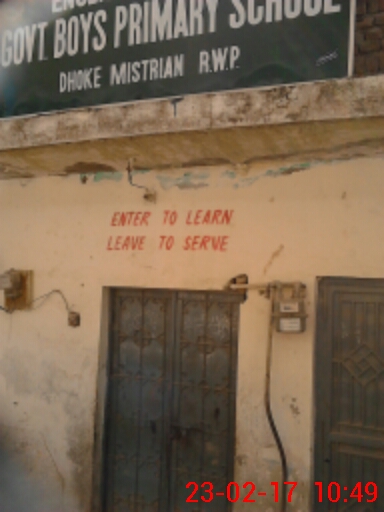 GOVT. BOYS PRIMARY SCHOOL
DHOKE MISTRIAN R.W.P.
ENTER TO LEARN
LEAVE TO SERVE
23-02-17 10:49